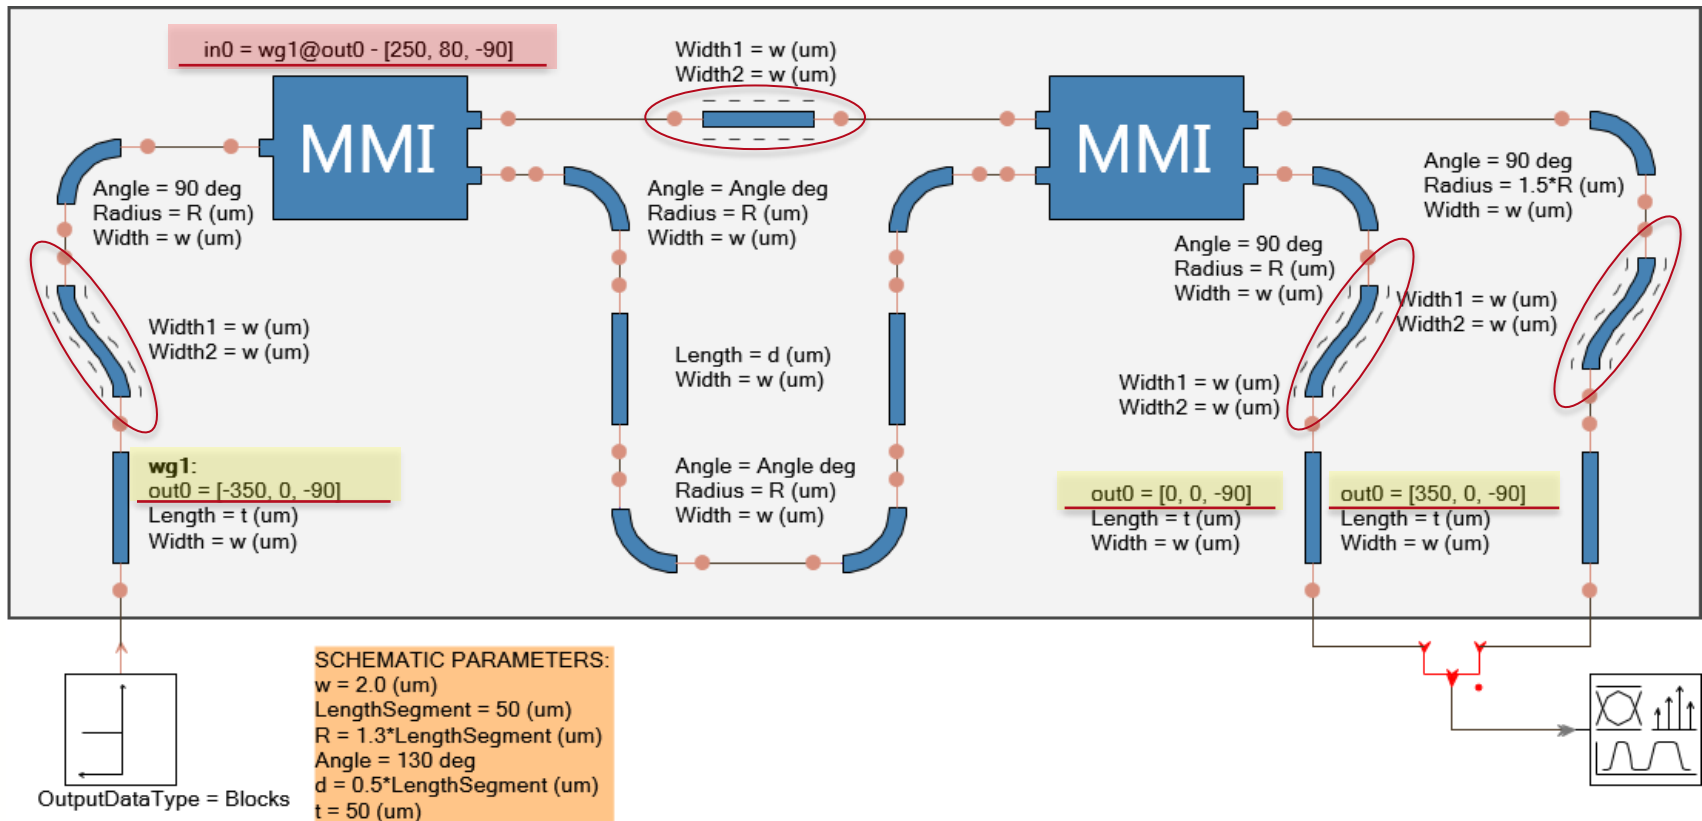 in0 = wg1@out0 - [250, 80, -90]
Width1 = w (um)
Width2 = w (um)
MMI
MMI
Angle = 90 deg
Radius = R (um)
Width = w (um)
Angle = Angle deg
Radius = R (um)
Width = w (um)
Angle = 90 deg
Radius = 1.5*R (um)
Width = w (um)
Angle = 90 deg
Radius = R (um)
Width = w (um)
Width1 = w (um)
Width2 = w (um)
Width1 = w (um)
Width2 = w (um)
Length = d (um)
Width = w (um)
Width1 = w (um)
Width2 = w (um)
wg1:
out0 = [-350, 0, -90]
Length = t (um)
Width = w (um)
Angle = Angle deg
Radius = R (um)
Width = w (um)
out0 = [0, 0, -90]
Length = t (um)
Width = w (um)
out0 = [350, 0, -90]
Length = t (um)
Width = w (um)
SCHEMATIC PARAMETERS:
w = 2.0 (um)
LengthSegment = 50 (um)
R = 1.3*LengthSegment (um)
Angle = 130 deg
d = 0.5*LengthSegment (um)
t = 50 (um)
OutputDataType = Blocks